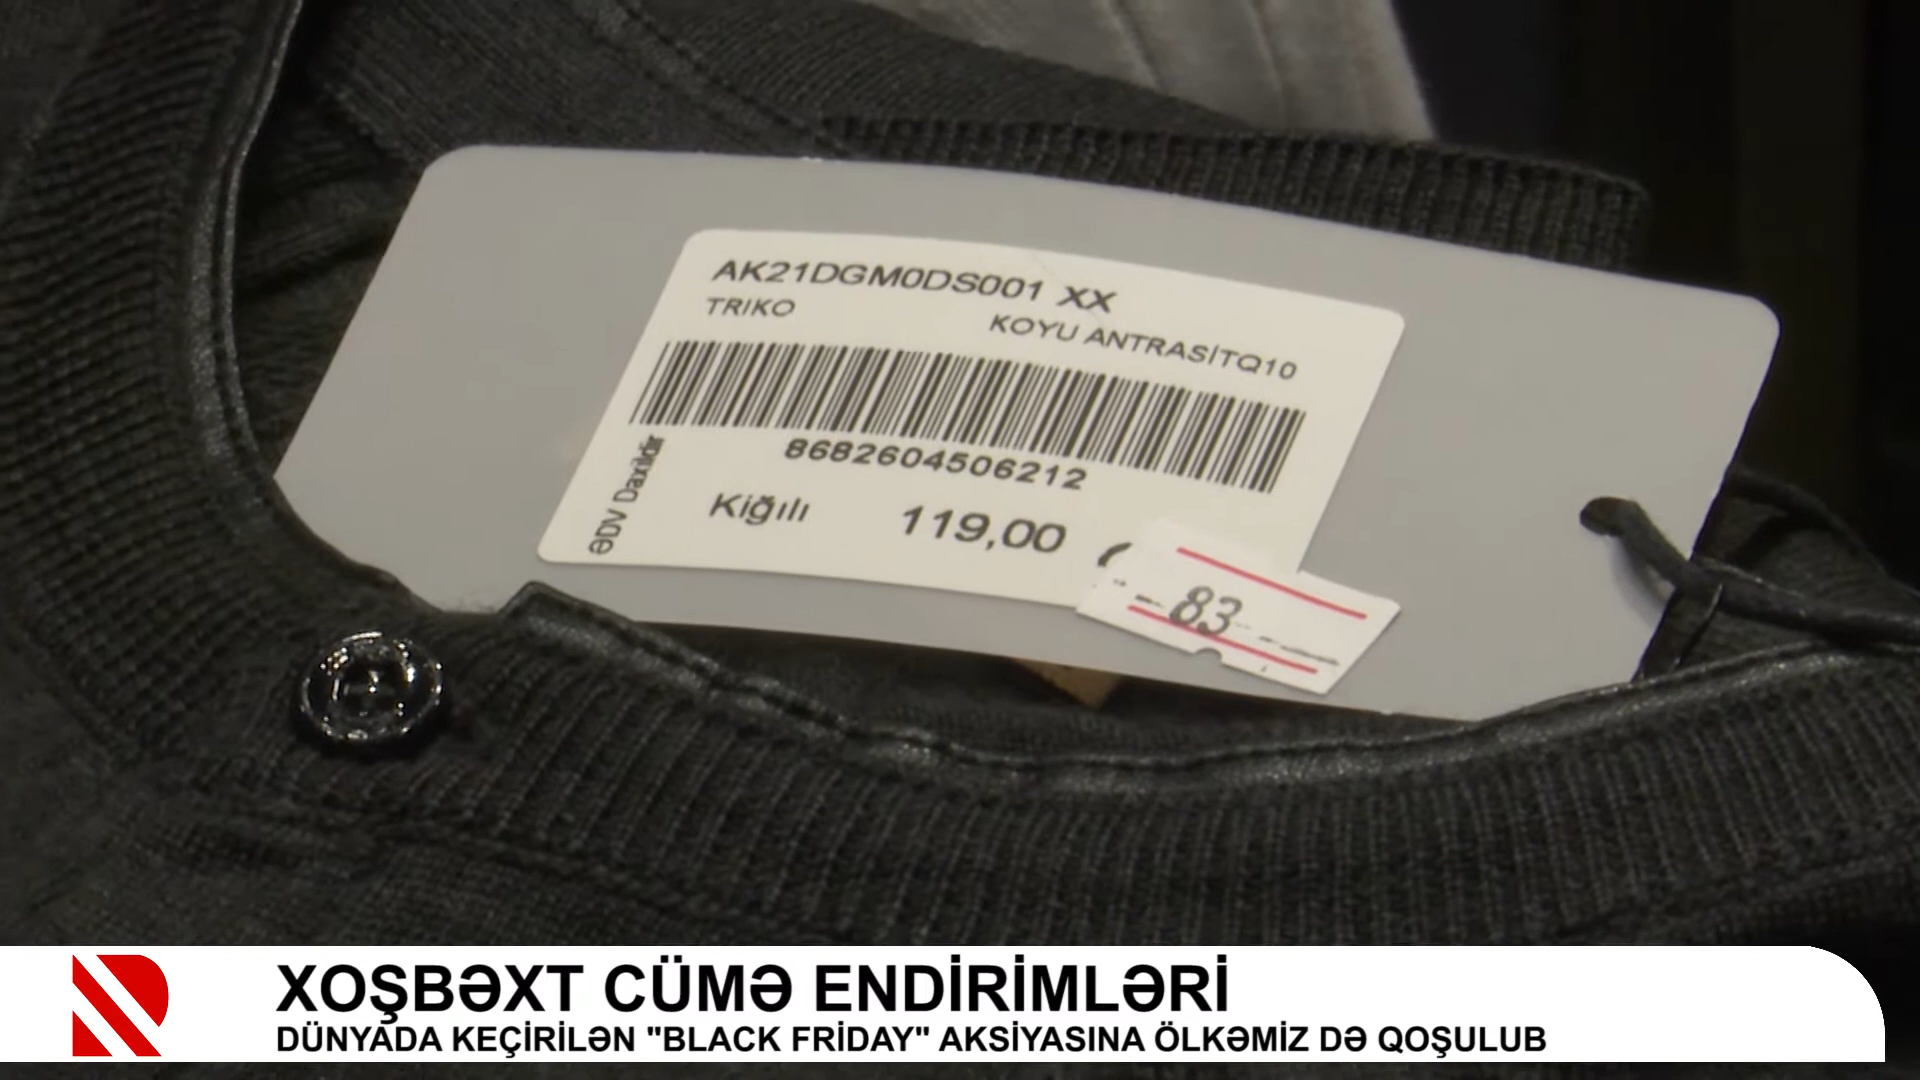 AK21DGM0DS001 XX
TRIKO
KOYU ANTRASİTQ10
8682604506212
ƏDV Daxildir
Kiğılı 119,00
83
XOŞBƏXT CÜMƏ ENDİRİMLƏRİ
DÜNYADA KEÇİRİLƏN "BLACK FRİDAY" AKSİYASINA ÖLKƏMİZ DƏ QOŞULUB